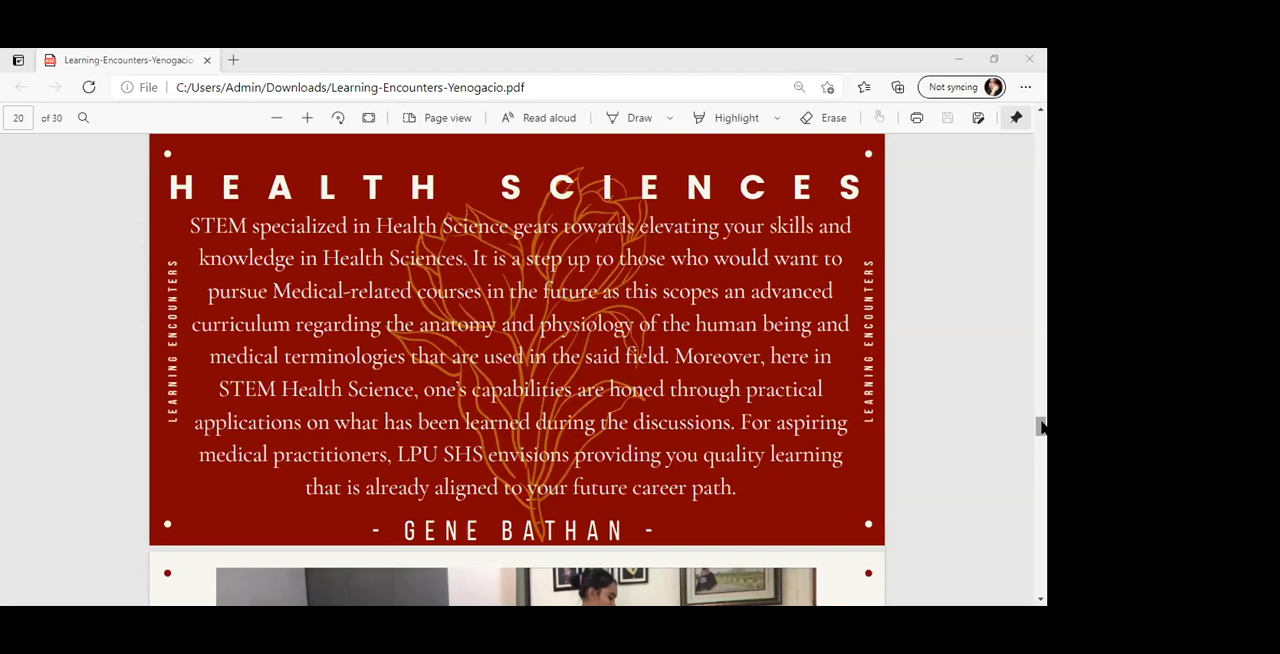 Learning-Encounters-Yenogacio
File
C:/Users/Admin/Downloads/Learning-Encounters-Yenogacio.pdf
Not syncing
20 of 30
Page view
Read aloud
Draw
Highlight
Erase
HEALTH SCIENCES
STEM specialized in Health Science gears towards elevating your skills and
knowledge in Health Sciences. It is a step up to those who would want to
pursue Medical-related courses in the future as this scopes an advanced
curriculum regarding the anatomy and physiology of the human being and
medical terminologies that are used in the said field. Moreover, here in
STEM Health Science, one's capabilities are honed through practical
applications on what has been learned during the discussions. For aspiring
medical practitioners, LPU SHS envisions providing you quality learning
that is already aligned to your future career path.
- GENE BATHAN -
LEARNING ENCOUNTERS
LEARNING ENCOUNTERS